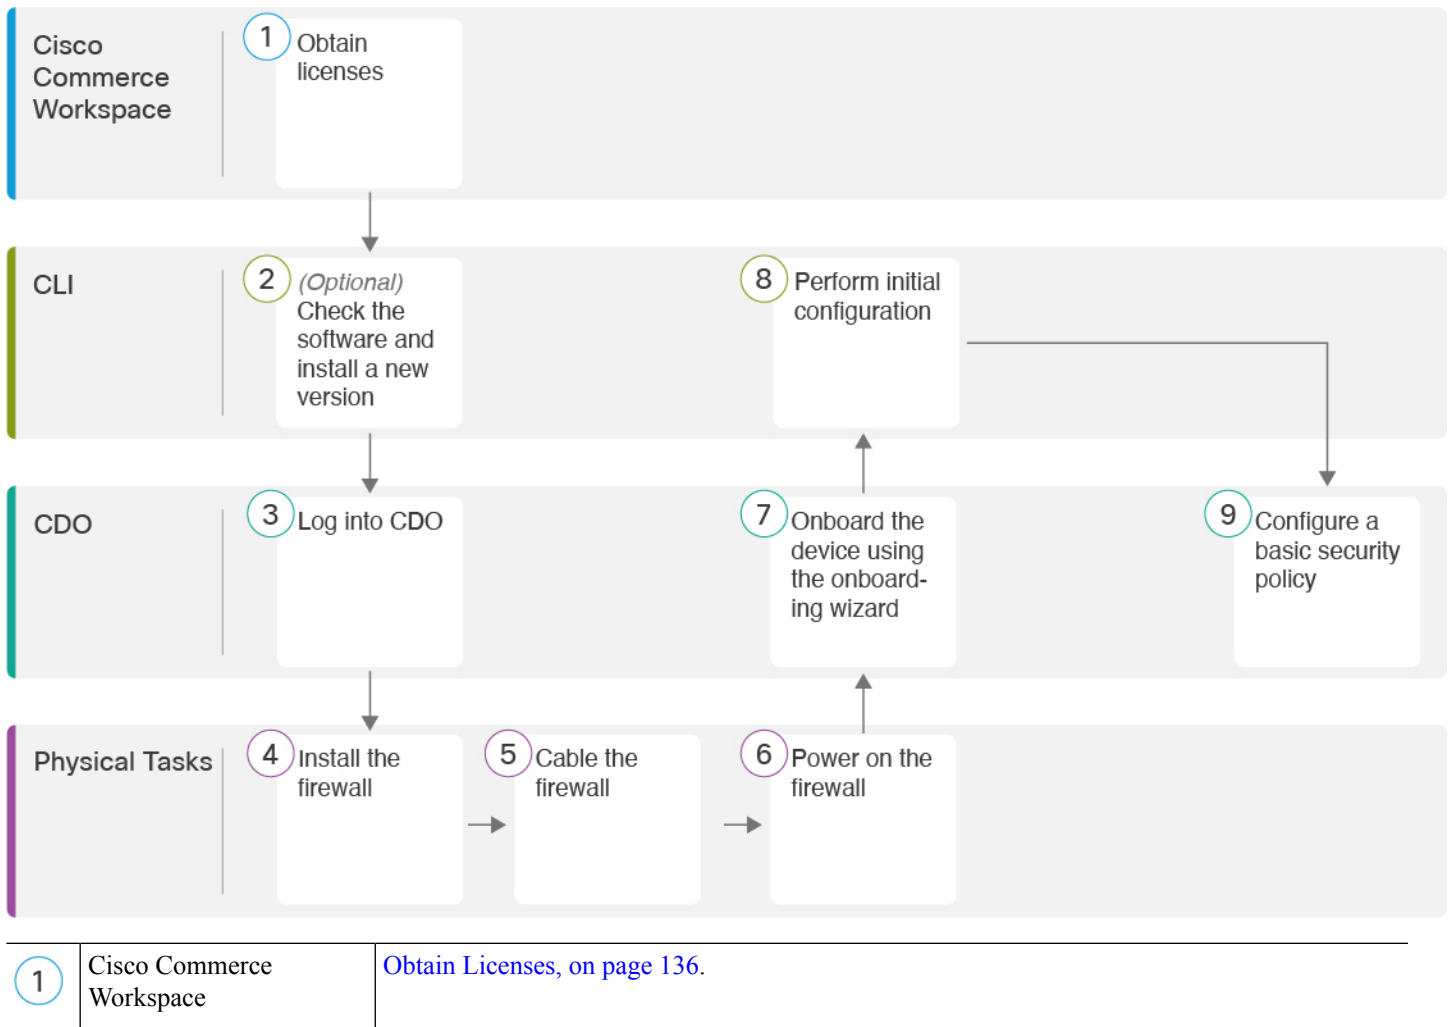 Cisco
Commerce
Workspace
1
Obtain
licenses
CLI
2
(Optional)
Check the
software and
install a new
version
8
Perform initial
configuration
CDO
3
Log into CDO
7
Onboard the
device using
the onboard-
ing wizard
9
Configure a
basic security
policy
Physical Tasks
4
Install the
firewall
5
Cable the
firewall
6
Power on the
firewall
1
Cisco Commerce
Workspace
Obtain Licenses, on page 136.